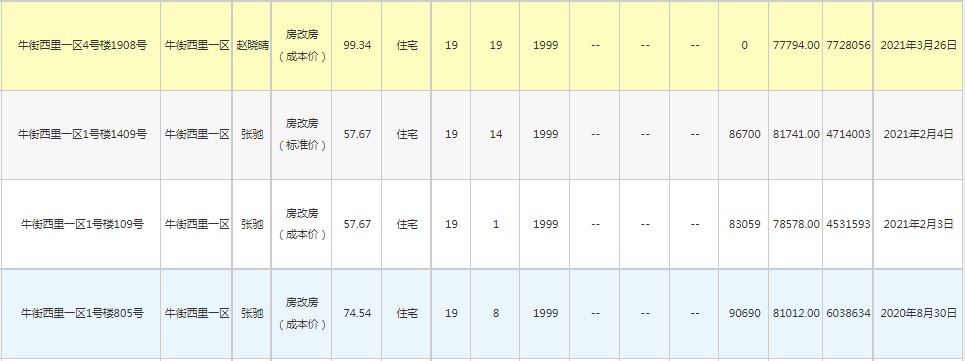 牛街西里一区4号楼1908号 牛街西里一区 赵晓晴 房改房（成本价） 99.34 住宅 19 19 1999 -- -- -- 0 77794.00 7728056 2021年3月26日
牛街西里一区1号楼1409号 牛街西里一区 张驰 房改房（标准价） 57.67 住宅 19 14 1999 -- -- -- 86700 81741.00 4714003 2021年2月4日
牛街西里一区1号楼109号 牛街西里一区 张驰 房改房（成本价） 57.67 住宅 19 1 1999 -- -- -- 83059 78578.00 4531593 2021年2月3日
牛街西里一区1号楼805号 牛街西里一区 张驰 房改房（成本价） 74.54 住宅 19 8 1999 -- -- -- 90690 81012.00 6038634 2020年8月30日